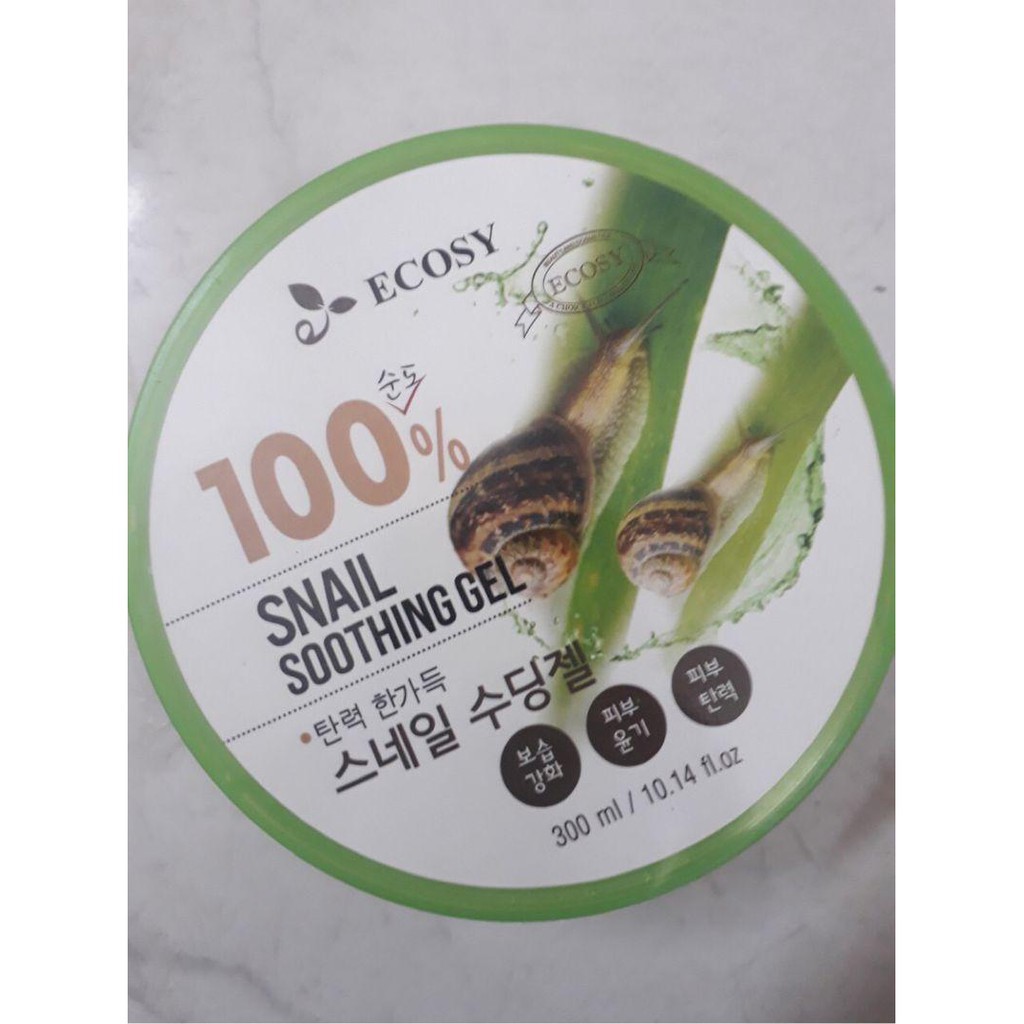 ECOSY
ECOSY
순도
100%
SNAIL
SOOTHING GEL
탄력 한가득
스네일 수딩젤
보습
강화
피부
윤기
피부
탄력
300 ml / 10.14 fl.oz